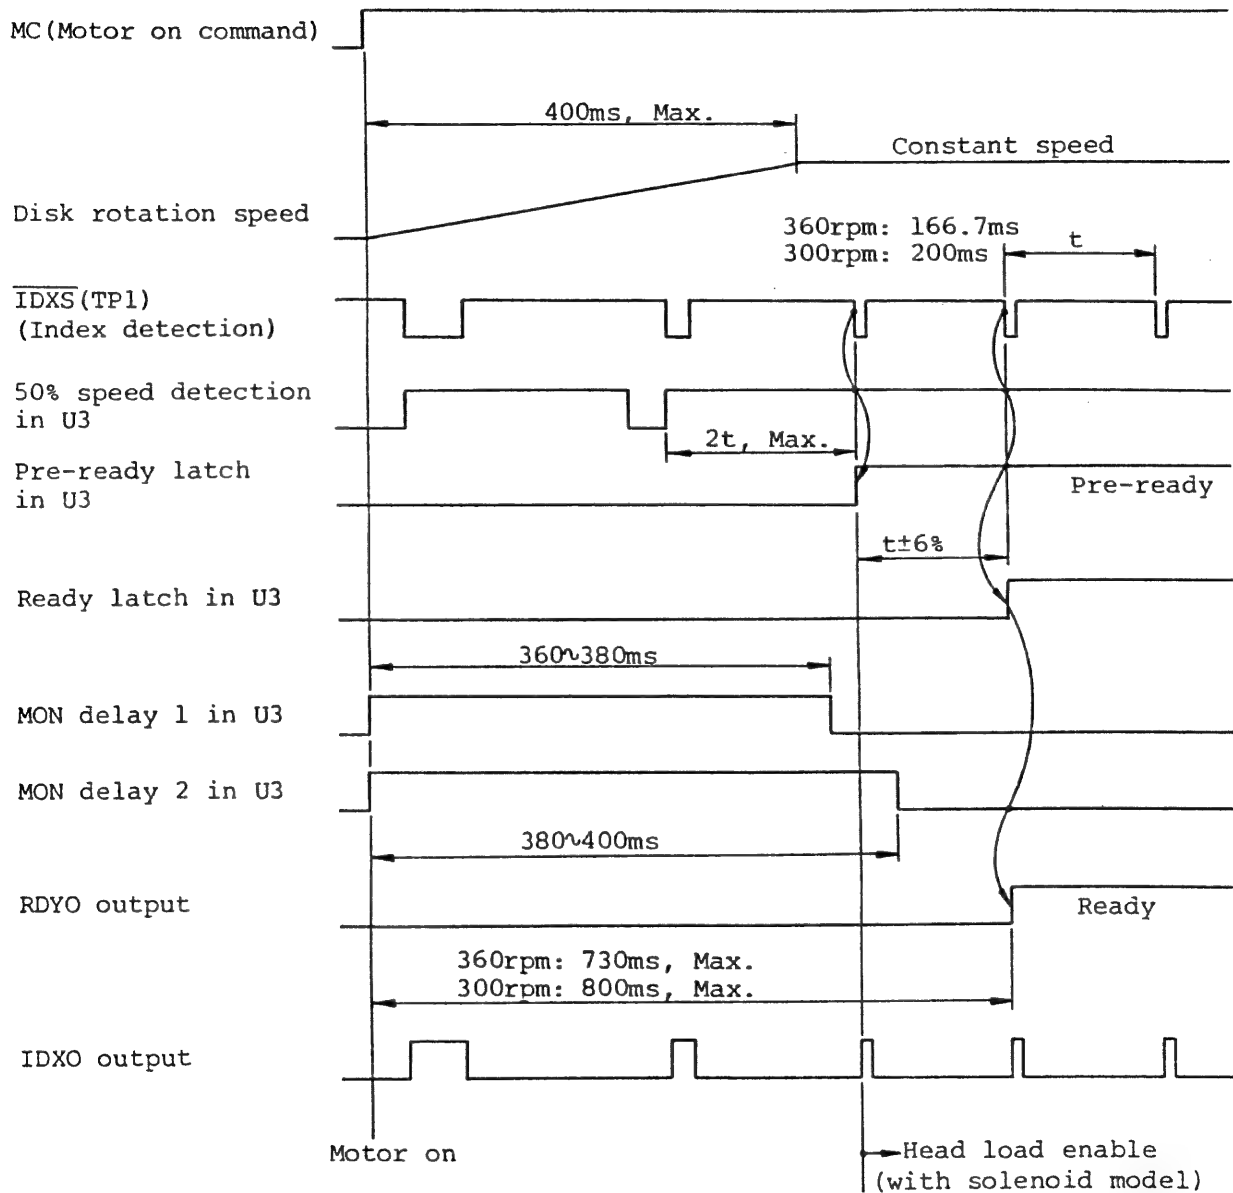 MC(Motor on command)
400ms, Max.
Constant speed
Disk rotation speed
360rpm: 166.7ms
300rpm: 200ms
t
IDXS(TP1)
(Index detection)
50% speed detection
in U3
2t, Max.
Pre-ready latch
in U3
Pre-ready
t±6%
Ready latch in U3
360~380ms
MON delay 1 in U3
MON delay 2 in U3
380~400ms
RDYO output
Ready
360rpm: 730ms, Max.
300rpm: 800ms, Max.
IDXO output
Motor on
Head load enable
(with solenoid model)